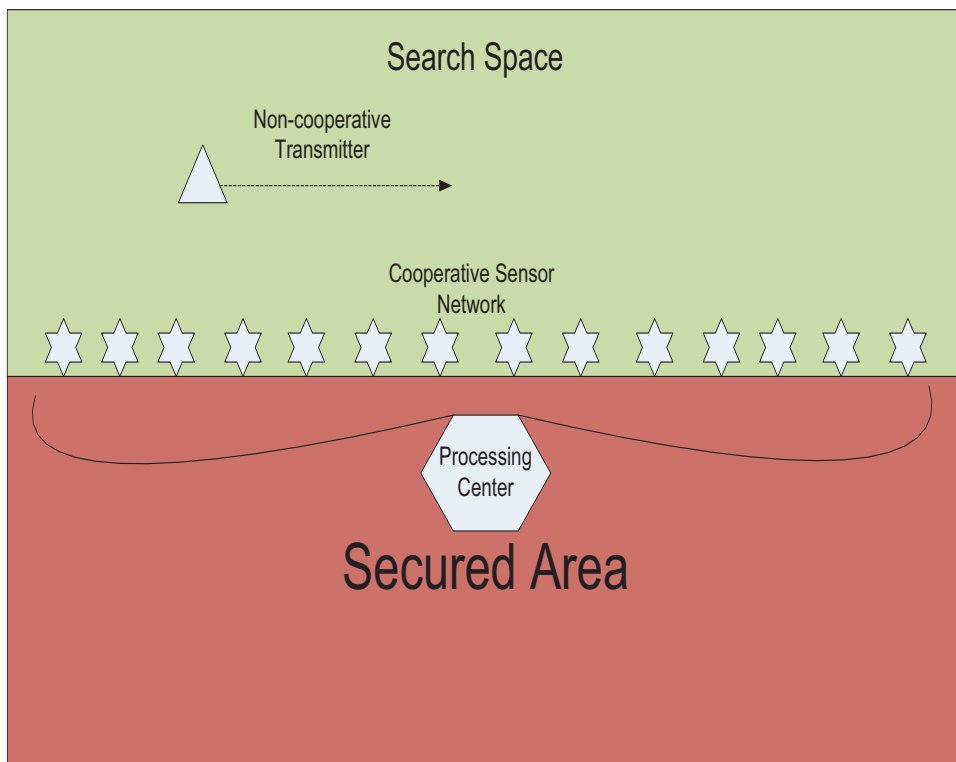 Search Space
Non-cooperative
Transmitter
Cooperative Sensor
Network
Processing
Center
Secured Area